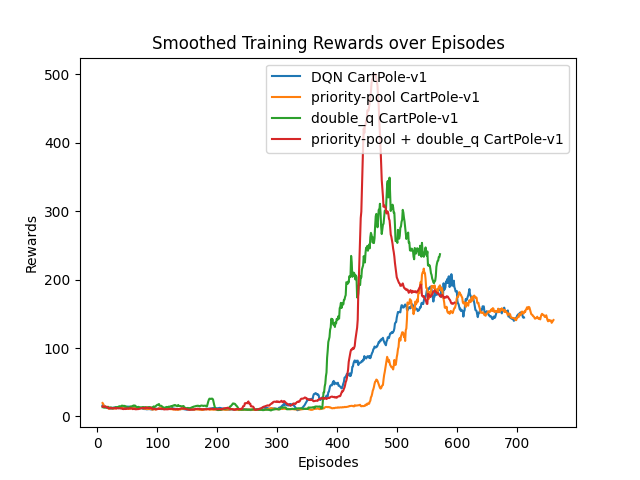 Smoothed Training Rewards over Episodes
DQN CartPole-v1
priority-pool CartPole-v1
double_q CartPole-v1
priority-pool + double_q CartPole-v1
Rewards
500
400
300
200
100
0
0 100 200 300 400 500 600 700
Episodes